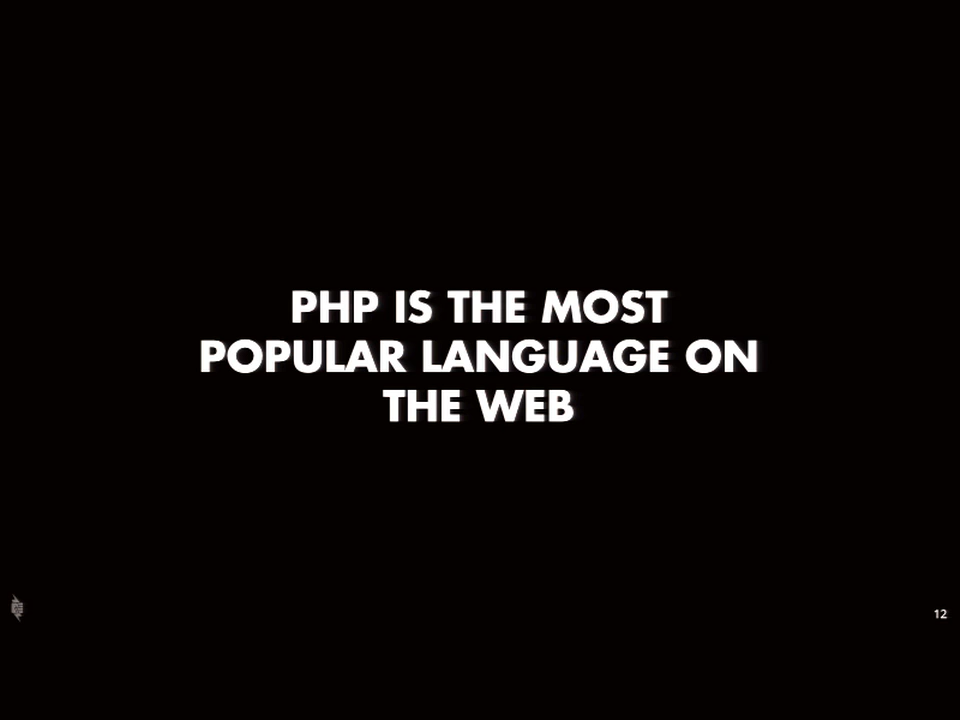 PHP IS THE MOST
POPULAR LANGUAGE ON
THE WEB
12